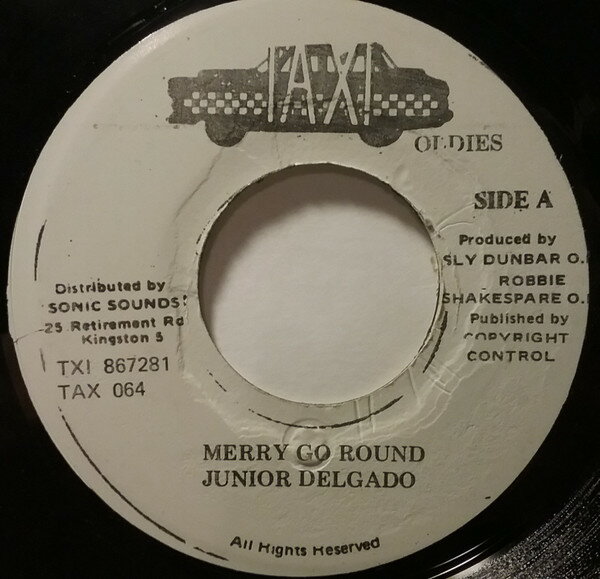 TAXI
OLDIES
SIDE A
Produced by
SLY DUNBAR O.
ROBBIE
SHAKESPARE O.
Published by
COPYRIGHT
CONTROL
Distributed by
'SONIC SOUNDS'
25 Retirement Rd
Kingston 5
TXI 867281
TAX 064
MERRY GO ROUND
JUNIOR DELGADO
All Rights Reserved